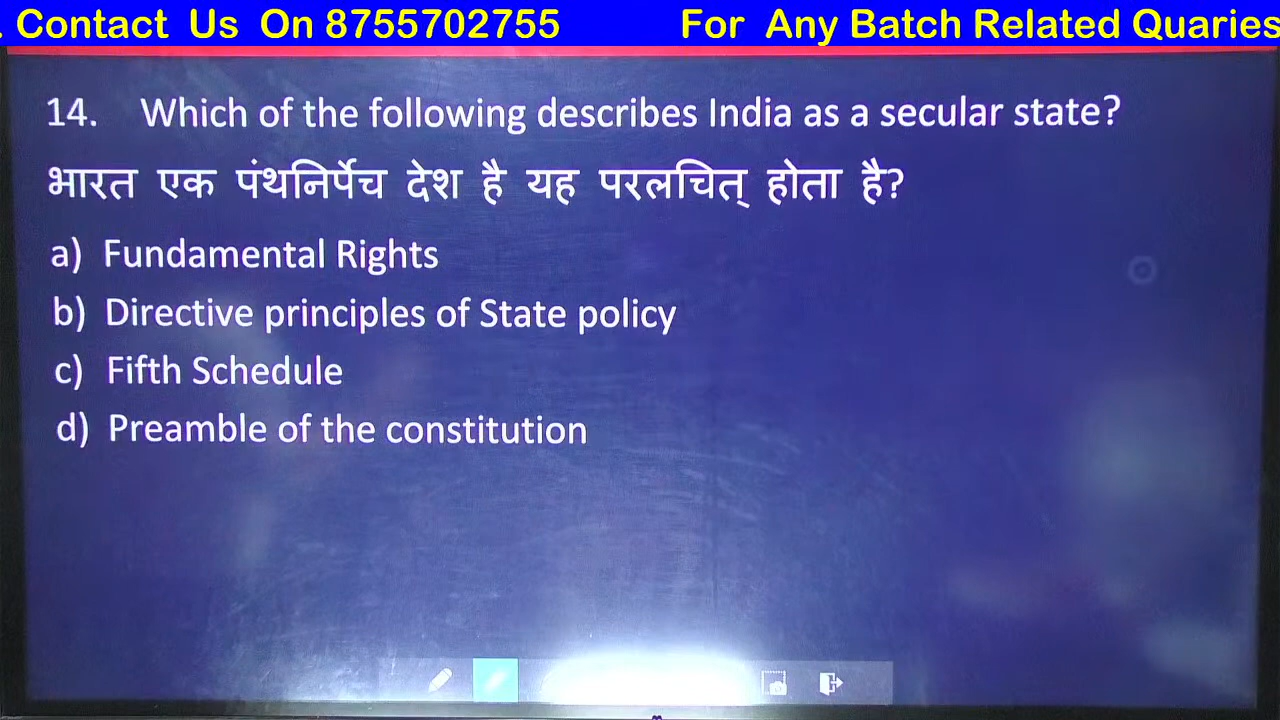 . Contact Us On 8755702755 For Any Batch Related Quaries
14. Which of the following describes India as a secular state?
भारत एक पंथनिर्पेच देश है यह परलचित् होता है?
a) Fundamental Rights
b) Directive principles of State policy
c) Fifth Schedule
d) Preamble of the constitution